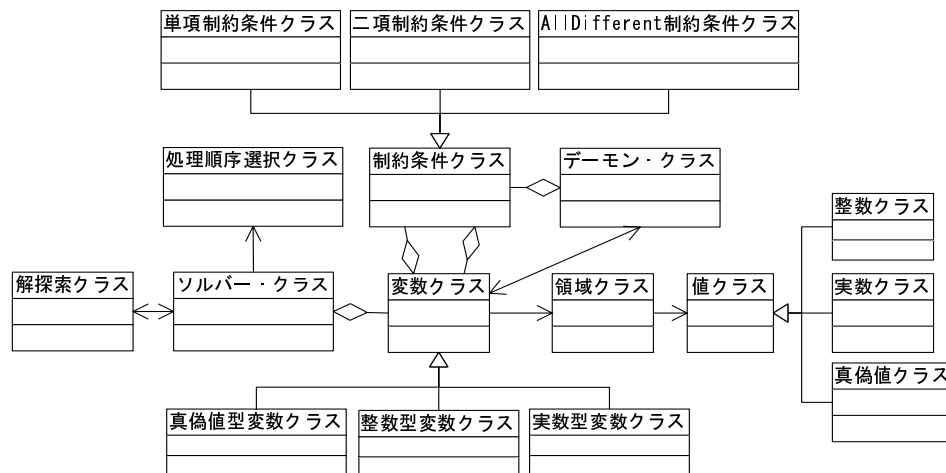 単項制約条件クラス
二項制約条件クラス
AllDifferent制約条件クラス
処理順序選択クラス
制約条件クラス
デーモン・クラス
整数クラス
解探索クラス
ソルバー・クラス
変数クラス
領域クラス
値クラス
実数クラス
真偽値クラス
真偽値型変数クラス
整数型変数クラス
実数型変数クラス